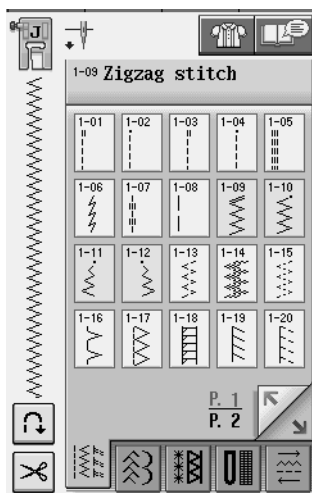 J
1-09 Zigzag stitch
1-01 1-02 1-03 1-04 1-05
1-06 1-07 1-08 1-09 1-10
1-11 1-12 1-13 1-14 1-15
1-16 1-17 1-18 1-19 1-20
P. 1
P. 2